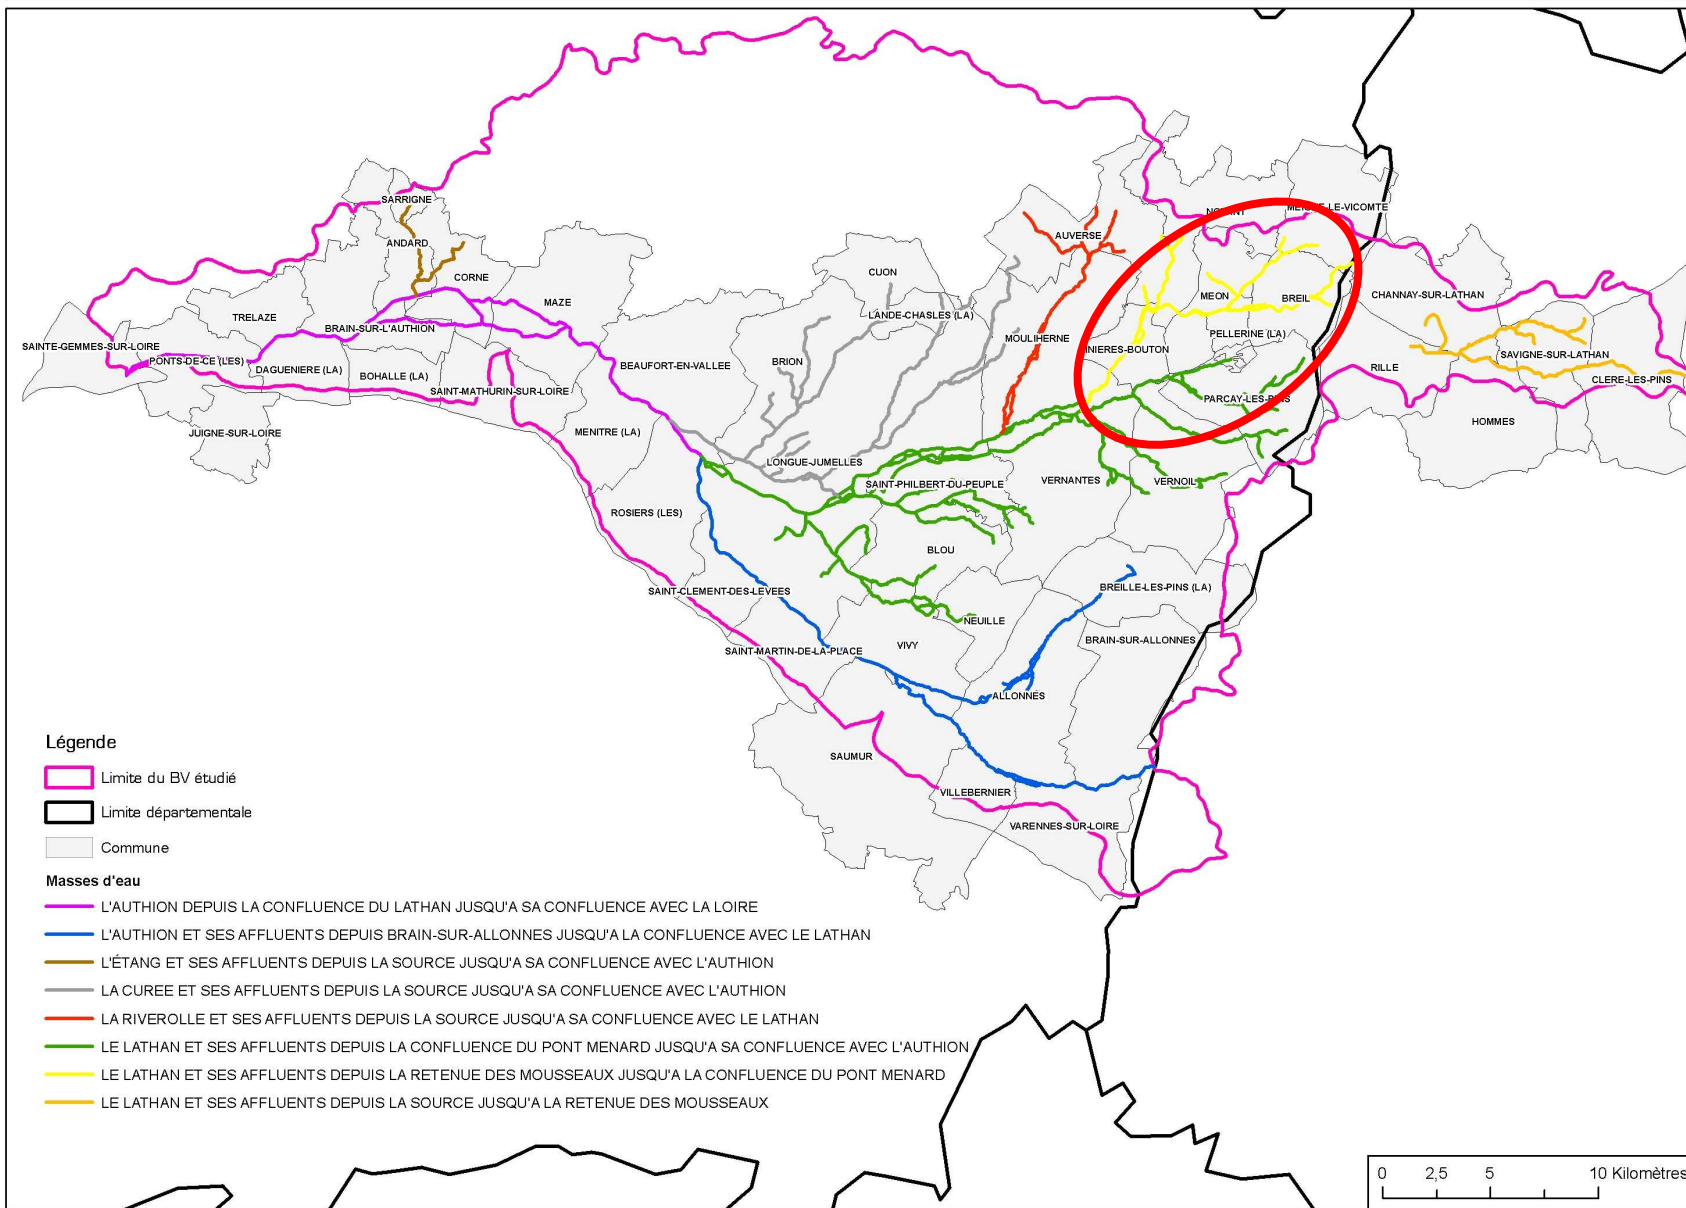 NOYANT
MEIGNE-LE-VICOMTE
SARRIGNE
AUVERSE
ANDARD
CUON
CORNE
CHANNAY-SUR-LATHAN
MEON
BREIL
MAZE
LANDE-CHASLES (LA)
TRELAZE
BRAIN-SUR-L'AUTHION
PELLERINE (LA)
MOULIHERNE
SAINTE-GEMMES-SUR-LOIRE
INIERES-BOUTON
SAVIGNE-SUR-LATHAN
PONTS-DE-CE (LES)
BRION
BEAUFORT-EN-VALLEE
DAGUENIERE (LA)
RILLE
BOHALLE (LA)
CLERE-LES-PINS
SAINT-MATHURIN-SUR-LOIRE
PARCAY-LES-PINS
HOMMES
JUIGNE-SUR-LOIRE
MENITRE (LA)
LONGUE-JUMELLES
VERNANTES
VERNOIL
SAINT-PHILBERT-DU-PEUPLE
ROSIERS (LES)
BLOU
BREILLE-LES-PINS (LA)
SAINT-CLEMENT-DES-LEVEES
NEUILLE
BRAIN-SUR-ALLONNES
VIVY
SAINT-MARTIN-DE-LA-PLACE
ALLONNES
SAUMUR
VILLEBERNIER
VARENNES-SUR-LOIRE
Légende
Limite du BV étudié
Limite départementale
Commune
Masses d'eau
L'AUTHION DEPUIS LA CONFLUENCE DU LATHAN JUSQU'A SA CONFLUENCE AVEC LA LOIRE
L'AUTHION ET SES AFFLUENTS DEPUIS BRAIN-SUR-ALLONNES JUSQU'A LA CONFLUENCE AVEC LE LATHAN
L'ÉTANG ET SES AFFLUENTS DEPUIS LA SOURCE JUSQU'A SA CONFLUENCE AVEC L'AUTHION
LA CUREE ET SES AFFLUENTS DEPUIS LA SOURCE JUSQU'A SA CONFLUENCE AVEC L'AUTHION
LA RIVEROLLE ET SES AFFLUENTS DEPUIS LA SOURCE JUSQU'A SA CONFLUENCE AVEC LE LATHAN
LE LATHAN ET SES AFFLUENTS DEPUIS LA CONFLUENCE DU PONT MENARD JUSQU'A SA CONFLUENCE AVEC L'AUTHION
LE LATHAN ET SES AFFLUENTS DEPUIS LA RETENUE DES MOUSSEAUX JUSQU'A LA CONFLUENCE DU PONT MENARD
LE LATHAN ET SES AFFLUENTS DEPUIS LA SOURCE JUSQU'A LA RETENUE DES MOUSSEAUX
0 2,5 5 10 Kilomètres